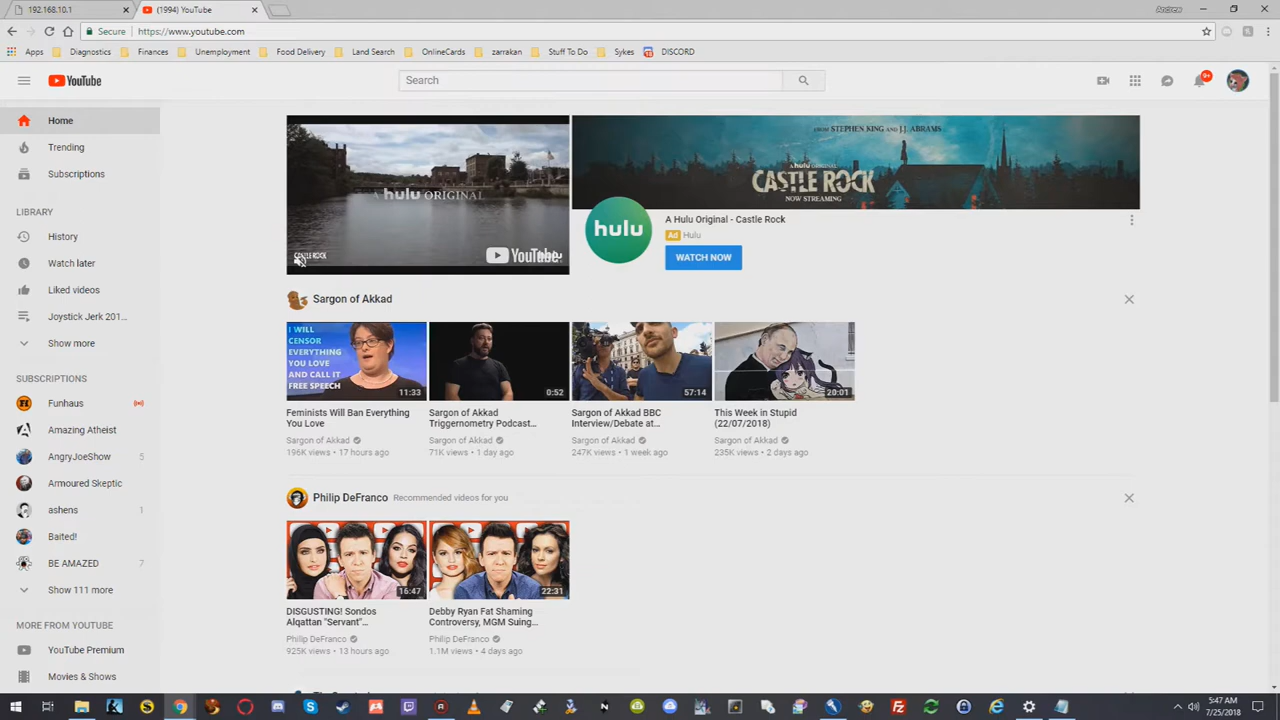 192.168.10.1
(1994) YouTube
Andrew
Secure
https://www.youtube.com
Apps
Diagnostics
Finances
Unemployment
Food Delivery
Land Search
OnlineCards
zarrakan
Stuff To Do
Sykes
DISCORD
YouTube
Search
9+
Home
Trending
Subscriptions
LIBRARY
History
Watch later
Liked videos
Joystick Jerk 201...
Show more
SUBSCRIPTIONS
Funhaus
Amazing Atheist
AngryJoeShow 5
Armoured Skeptic
ashens 1
Baited!
BE AMAZED 7
Show 111 more
MORE FROM YOUTUBE
YouTube Premium
Movies & Shows
A hulu ORIGINAL
CASTLE ROCK
YouTube
FROM STEPHEN KING AND J.J. ABRAMS
A hulu ORIGINAL
CASTLE ROCK
NOW STREAMING
hulu
A Hulu Original - Castle Rock
Ad Hulu
WATCH NOW
Sargon of Akkad
I WILL
CENSOR
EVERYTHING
YOU LOVE
AND CALL IT
FREE SPEECH
11:33
0:52
57:14
20:01
Feminists Will Ban Everything
You Love
Sargon of Akkad
196K views • 17 hours ago
Sargon of Akkad
Triggernometry Podcast...
Sargon of Akkad
71K views • 1 day ago
Sargon of Akkad BBC
Interview/Debate at...
Sargon of Akkad
247K views • 1 week ago
This Week in Stupid
(22/07/2018)
Sargon of Akkad
235K views • 2 days ago
Philip DeFranco Recommended videos for you
16:47
22:31
DISGUSTING! Sondos
Alqattan "Servant"...
Philip DeFranco
925K views • 13 hours ago
Debby Ryan Fat Shaming
Controversy, MGM Suing...
Philip DeFranco
1.1M views • 4 days ago
5:47 AM
7/25/2018